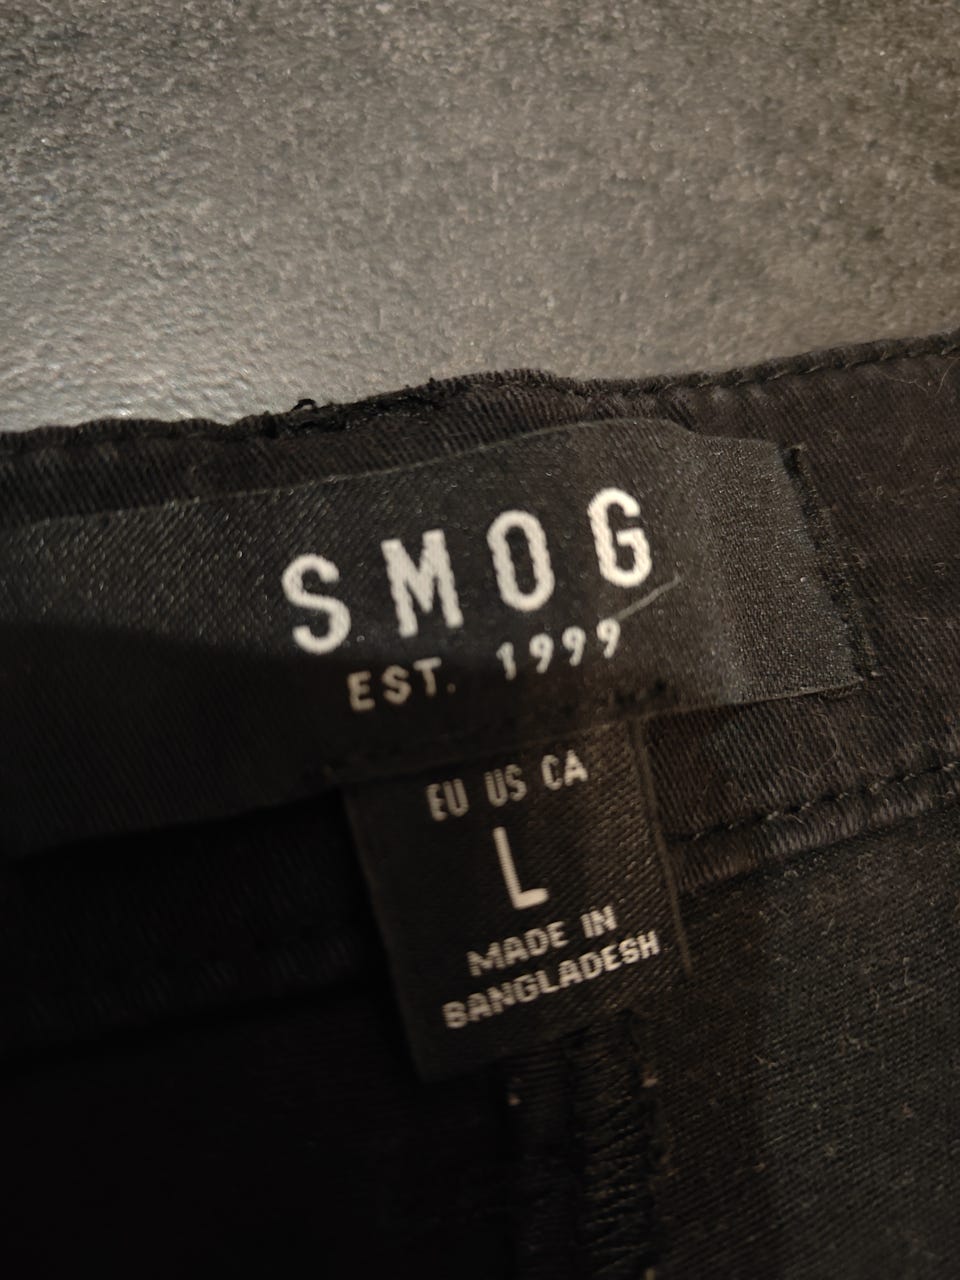 SMOG
EST. 1999
EU US CA
L
MADE IN
BANGLADESH